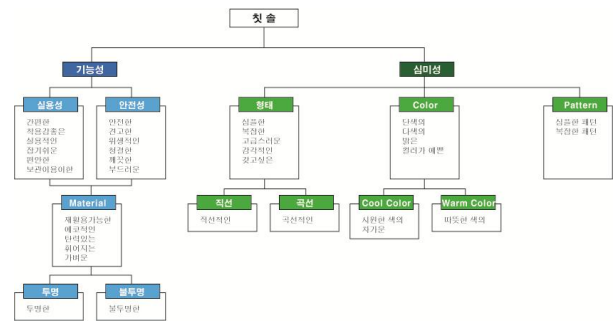 칫 솔
기능성
심미성
실용성
안전성
형태
Color
Pattern
간편한
착용감좋은
실용적인
잡기쉬운
편안한
보관이용이한
안전한
견고한
위생적인
청결한
깨끗한
부드러운
심플한
복잡한
고급스러운
감각적인
갖고싶은
단색의
다색의
밝은
컬러가 예쁜
심플한 패턴
복잡한 패턴
Material
재활용가능한
에코적인
탄력있는
휘어지는
가벼운
직선
곡선
Cool Color
Warm Color
직선적인
곡선적인
시원한 색의
차가운
따뜻한 색의
투명
불투명
투명한
불투명한